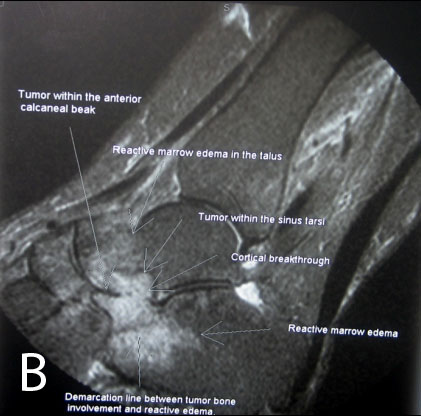 S
Tumor within the anterior
calcaneal beak
Reactive marrow edema in the talus
Tumor within the sinus tarsi
Cortical breakthrough
Reactive marrow edema
B
Demarcation line between tumor bone
involvement and reactive edema.